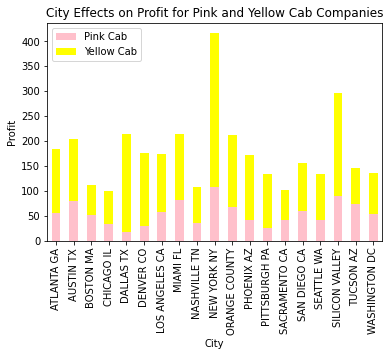 City Effects on Profit for Pink and Yellow Cab Companies
Pink Cab
Yellow Cab
Profit
400
350
300
250
200
150
100
50
0
ATLANTA GA
AUSTIN TX
BOSTON MA
CHICAGO IL
DALLAS TX
DENVER CO
LOS ANGELES CA
MIAMI FL
NASHVILLE TN
NEW YORK NY
ORANGE COUNTY
PHOENIX AZ
PITTSBURGH PA
SACRAMENTO CA
SAN DIEGO CA
SEATTLE WA
SILICON VALLEY
TUCSON AZ
WASHINGTON DC
City